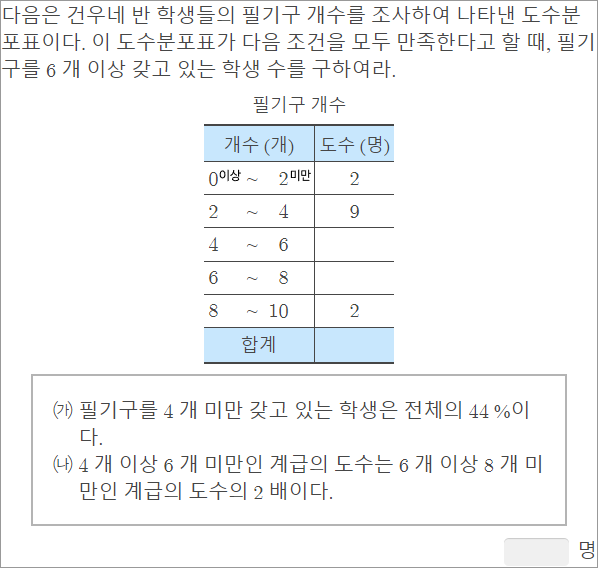 다음은 건우네 반 학생들의 필기구 개수를 조사하여 나타낸 도수분
포표이다. 이 도수분포표가 다음 조건을 모두 만족한다고 할 때, 필기
구를 6 개 이상 갖고 있는 학생 수를 구하여라.
필기구 개수
개수 (개) 도수 (명)
0이상 ~ 2미만 2
2 ~ 4 9
4 ~ 6
6 ~ 8
8 ~ 10 2
합계
㈎ 필기구를 4 개 미만 갖고 있는 학생은 전체의 44 %이
다.
㈏ 4 개 이상 6 개 미만인 계급의 도수는 6 개 이상 8 개 미
만인 계급의 도수의 2 배이다.
명